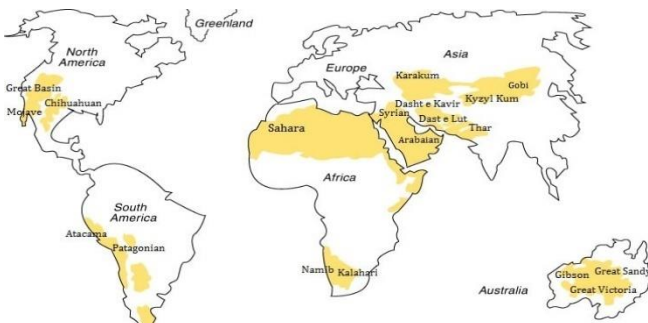 Greenland
North
America
Great Basin
Chihuahuan
Mojave
South
America
Atacama
Patagonian
Europe
Asia
Karakum
Gobi
Kyzyl Kum
Dasht e Kavir
Syrian
Dast e Lut
Thar
Arabaian
Sahara
Africa
Namib
Kalahari
Australia
Gibson
Great Sandy
Great Victoria